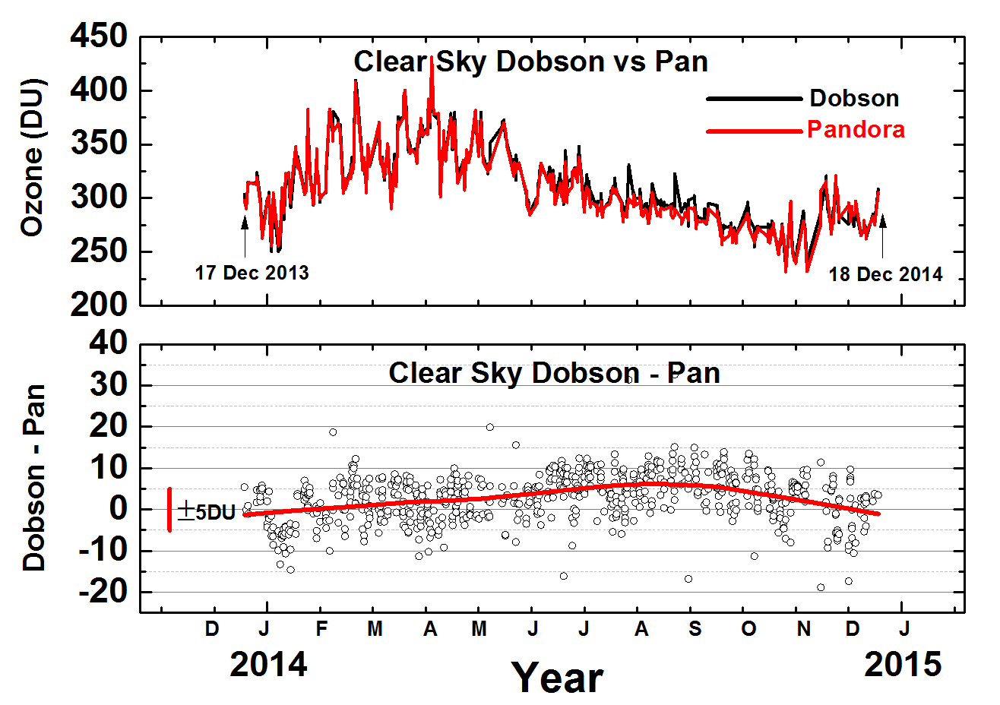 450
400
350
300
250
200
Ozone (DU)
Clear Sky Dobson vs Pan
Dobson
Pandora
17 Dec 2013
18 Dec 2014
40
30
20
10
0
-10
-20
Dobson - Pan
Clear Sky Dobson - Pan
±5DU
D J F M A M J J A S O N D J
2014 2015
Year